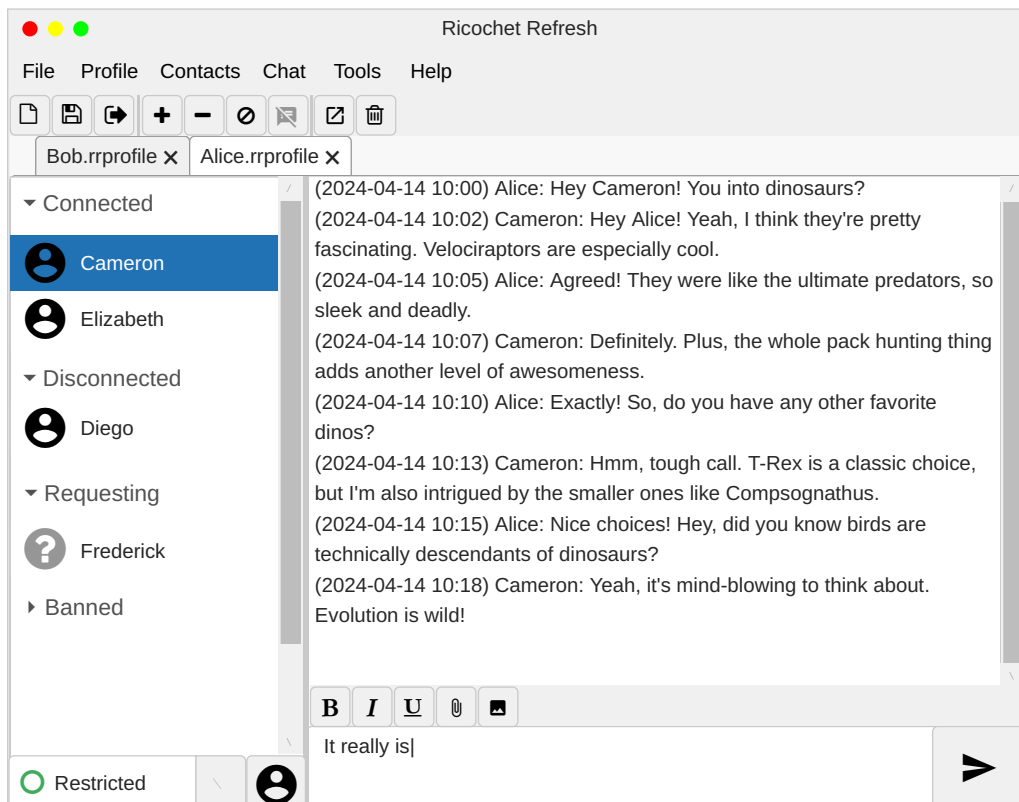 Ricochet Refresh
File Profile Contacts Chat Tools Help
Bob.rrprofile Alice.rrprofile
Connected
Cameron
Elizabeth
Disconnected
Diego
Requesting
Frederick
Banned
Restricted
(2024-04-14 10:00) Alice: Hey Cameron! You into dinosaurs?
(2024-04-14 10:02) Cameron: Hey Alice! Yeah, I think they're pretty
fascinating. Velociraptors are especially cool.
(2024-04-14 10:05) Alice: Agreed! They were like the ultimate predators, so
sleek and deadly.
(2024-04-14 10:07) Cameron: Definitely. Plus, the whole pack hunting thing
adds another level of awesomeness.
(2024-04-14 10:10) Alice: Exactly! So, do you have any other favorite
dinos?
(2024-04-14 10:13) Cameron: Hmm, tough call. T-Rex is a classic choice,
but I'm also intrigued by the smaller ones like Compsognathus.
(2024-04-14 10:15) Alice: Nice choices! Hey, did you know birds are
technically descendants of dinosaurs?
(2024-04-14 10:18) Cameron: Yeah, it's mind-blowing to think about.
Evolution is wild!
B I U
It really is